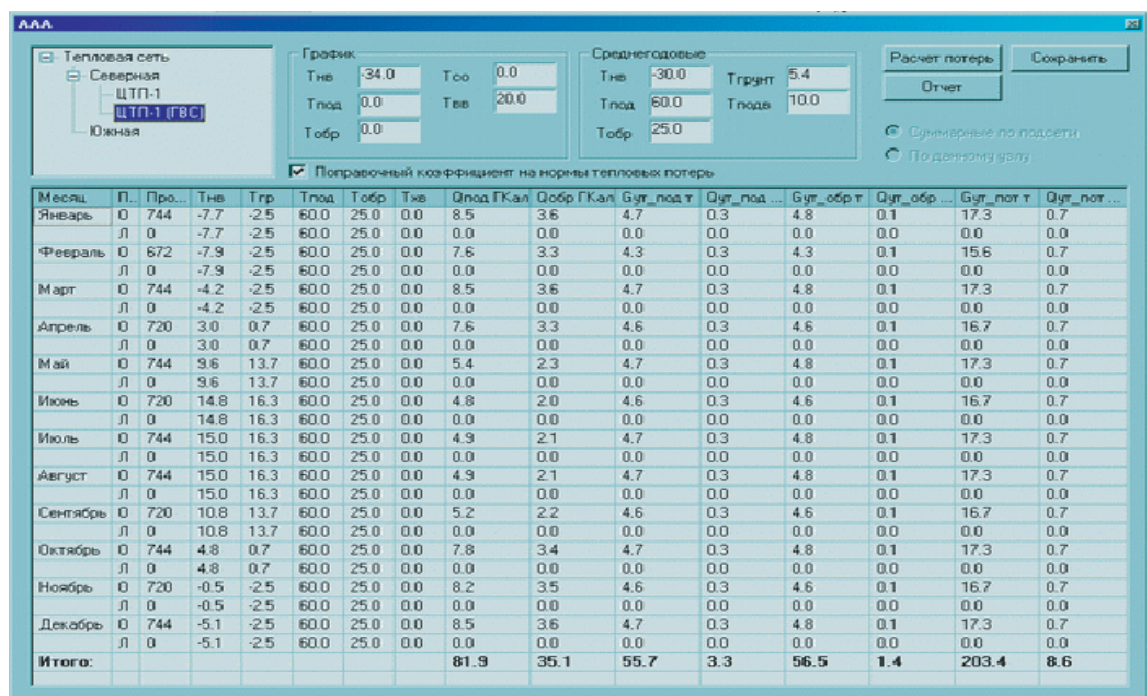 А.А.А.
Тепловая сеть
Северная
ЦТП-1
ЦТП-1 (ГВС)
Южная
График
Тнв -34.0 Тсо 0.0
Тпод 0.0 Твв 20.0
Тобр 0.0
Среднегодовые
Тнв -30.0 Тгрунт 5.4
Тпод 60.0 Тподв 10.0
Тобр 25.0
Расчет потерь Сохранить
Отчет
Суммарные по подсети
По данному узлу
Поправочный коэффициент на нормы тепловых потерь
Месяц П.. Про... Тнв Тгр Тпод Тобр Тхв Qпод ГКал Qобр ГКал Gут_под т Qут_под ... Gут_обр т Qут_обр ... Gут_пот т Qут_пот ...
Январь О 744 -7.7 -2.5 60.0 25.0 0.0 8.5 3.6 4.7 0.3 4.8 0.1 17.3 0.7
Л 0 -7.7 -2.5 60.0 25.0 0.0 0.0 0.0 0.0 0.0 0.0 0.0 0.0 0.0
Февраль О 672 -7.9 -2.5 60.0 25.0 0.0 7.6 3.3 4.3 0.3 4.3 0.1 15.6 0.7
Л 0 -7.9 -2.5 60.0 25.0 0.0 0.0 0.0 0.0 0.0 0.0 0.0 0.0 0.0
Март О 744 -4.2 -2.5 60.0 25.0 0.0 8.5 3.6 4.7 0.3 4.8 0.1 17.3 0.7
Л 0 -4.2 -2.5 60.0 25.0 0.0 0.0 0.0 0.0 0.0 0.0 0.0 0.0 0.0
Апрель О 720 3.0 0.7 60.0 25.0 0.0 7.6 3.3 4.6 0.3 4.6 0.1 16.7 0.7
Л 0 3.0 0.7 60.0 25.0 0.0 0.0 0.0 0.0 0.0 0.0 0.0 0.0 0.0
Май О 744 9.6 13.7 60.0 25.0 0.0 5.4 2.3 4.7 0.3 4.8 0.1 17.3 0.7
Л 0 9.6 13.7 60.0 25.0 0.0 0.0 0.0 0.0 0.0 0.0 0.0 0.0 0.0
Июнь О 720 14.8 16.3 60.0 25.0 0.0 4.8 2.0 4.6 0.3 4.6 0.1 16.7 0.7
Л 0 14.8 16.3 60.0 25.0 0.0 0.0 0.0 0.0 0.0 0.0 0.0 0.0 0.0
Июль О 744 15.0 16.3 60.0 25.0 0.0 4.9 2.1 4.7 0.3 4.8 0.1 17.3 0.7
Л 0 15.0 16.3 60.0 25.0 0.0 0.0 0.0 0.0 0.0 0.0 0.0 0.0 0.0
Август О 744 15.0 16.3 60.0 25.0 0.0 4.9 2.1 4.7 0.3 4.8 0.1 17.3 0.7
Л 0 15.0 16.3 60.0 25.0 0.0 0.0 0.0 0.0 0.0 0.0 0.0 0.0 0.0
Сентябрь О 720 10.8 13.7 60.0 25.0 0.0 5.2 2.2 4.6 0.3 4.6 0.1 16.7 0.7
Л 0 10.8 13.7 60.0 25.0 0.0 0.0 0.0 0.0 0.0 0.0 0.0 0.0 0.0
Октябрь О 744 4.8 0.7 60.0 25.0 0.0 7.8 3.4 4.7 0.3 4.8 0.1 17.3 0.7
Л 0 4.8 0.7 60.0 25.0 0.0 0.0 0.0 0.0 0.0 0.0 0.0 0.0 0.0
Ноябрь О 720 -0.5 -2.5 60.0 25.0 0.0 8.2 3.5 4.6 0.3 4.6 0.1 16.7 0.7
Л 0 -0.5 -2.5 60.0 25.0 0.0 0.0 0.0 0.0 0.0 0.0 0.0 0.0 0.0
Декабрь О 744 -5.1 -2.5 60.0 25.0 0.0 8.5 3.6 4.7 0.3 4.8 0.1 17.3 0.7
Л 0 -5.1 -2.5 60.0 25.0 0.0 0.0 0.0 0.0 0.0 0.0 0.0 0.0 0.0
Итого: 81.9 35.1 55.7 3.3 56.5 1.4 203.4 8.6